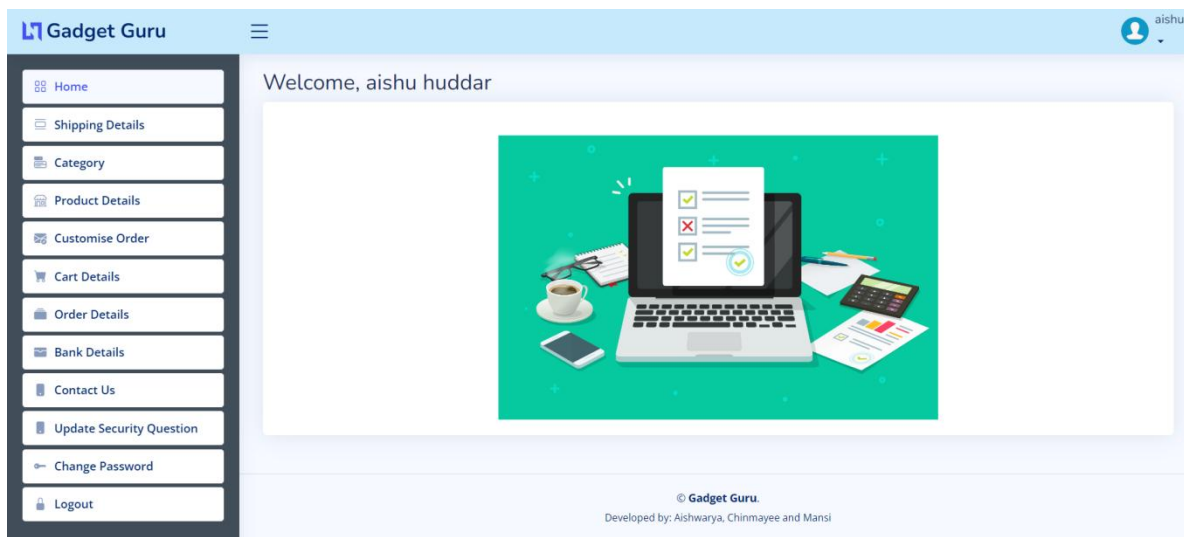 Gadget Guru
aishu
Home
Shipping Details
Category
Product Details
Customise Order
Cart Details
Order Details
Bank Details
Contact Us
Update Security Question
Change Password
Logout
Welcome, aishu huddar
© Gadget Guru.
Developed by: Aishwarya, Chinmayee and Mansi